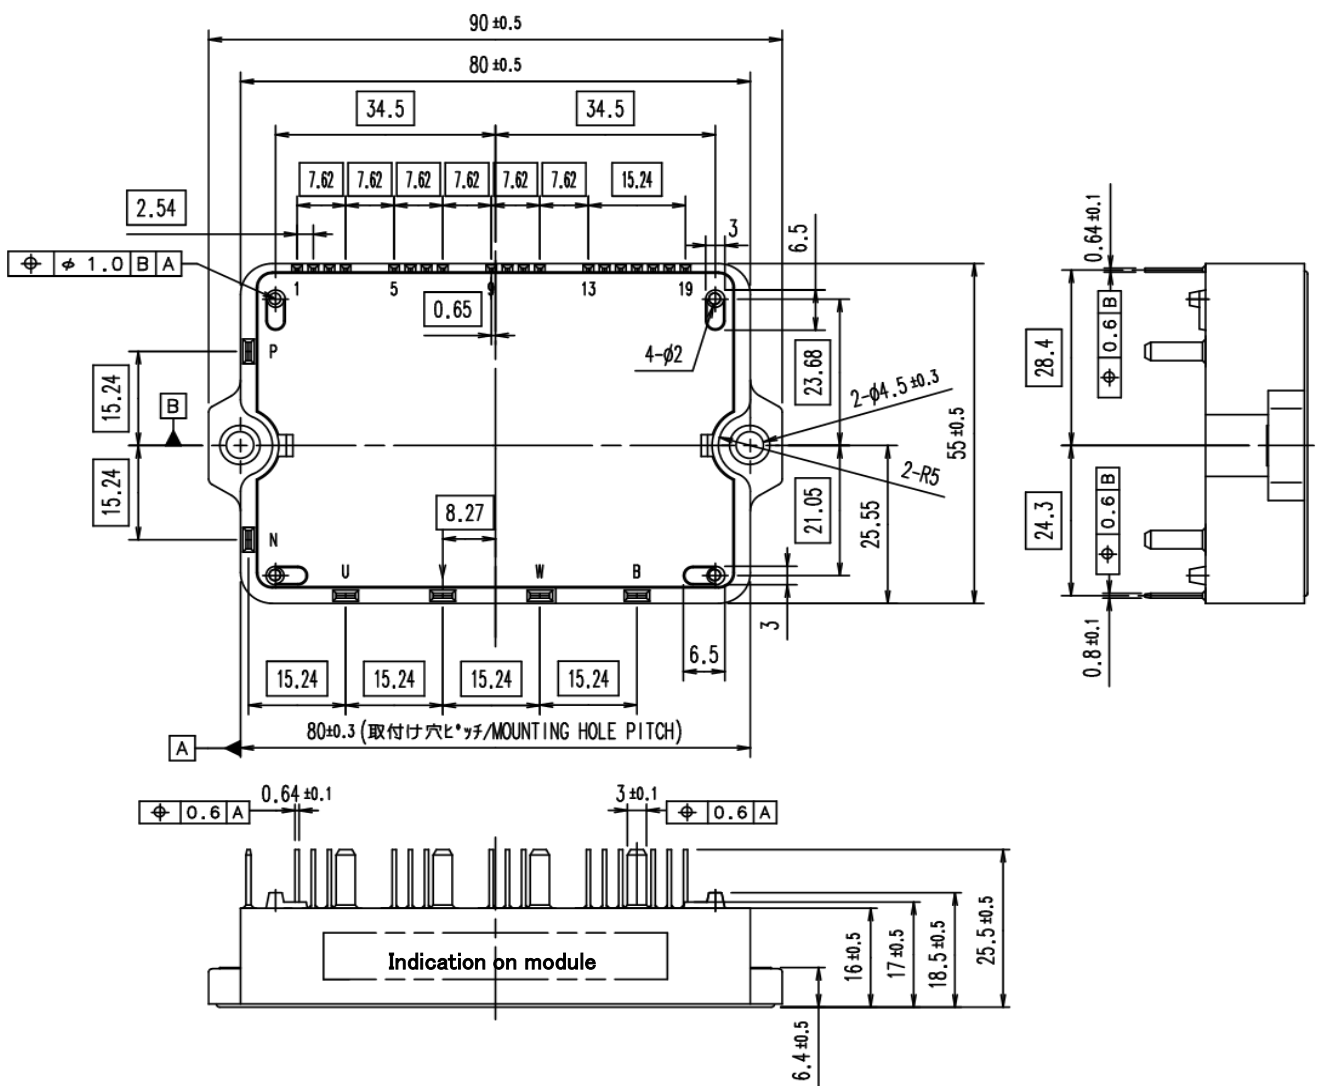 90 ±0.5
80 ±0.5
34.5 34.5
7.62 7.62 7.62 7.62 7.62 7.62 15.24
2.54
3
6.5
0.64 ±0.1
⌖ ϕ 1.0 B A
1 5 9 13 19
0.65
4-ϕ2
P
15.24
B
23.68
2-ϕ4.5 ±0.3
55 ±0.5
28.4
⌖ 0.6 B
15.24
8.27
21.05
2-R5
25.55
24.3
⌖ 0.6 B
N
U V W B
3
6.5
0.8 ±0.1
15.24 15.24 15.24 15.24
80±0.3 (取付け穴ピッチ/MOUNTING HOLE PITCH)
A
⌖ 0.6 A
0.64 ±0.1
3 ±0.1
⌖ 0.6 A
Indication on module
16 ±0.5
17 ±0.5
18.5 ±0.5
25.5 ±0.5
6.4 ±0.5